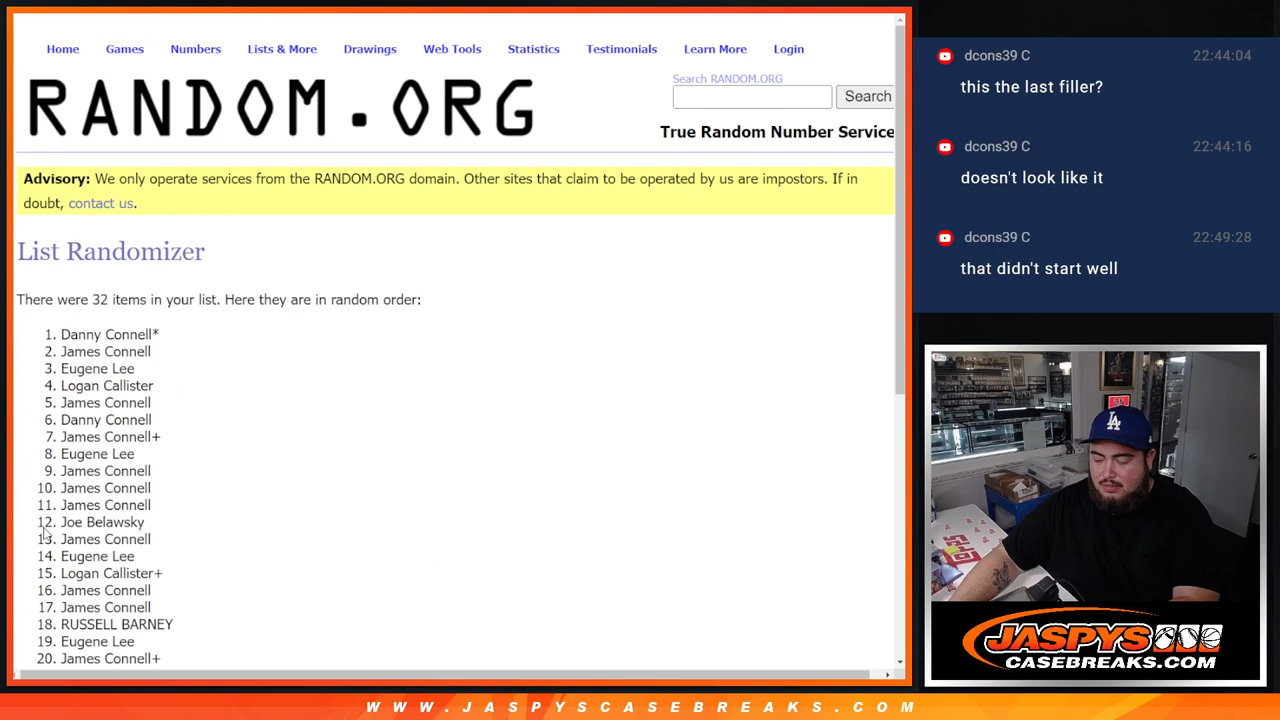 Home Games Numbers Lists & More Drawings Web Tools Statistics Testimonials Learn More Login
RANDOM.ORG
Search RANDOM.ORG
Search
True Random Number Service
Advisory: We only operate services from the RANDOM.ORG domain. Other sites that claim to be operated by us are impostors. If in
doubt, contact us.
List Randomizer
There were 32 items in your list. Here they are in random order:
1. Danny Connell*
2. James Connell
3. Eugene Lee
4. Logan Callister
5. James Connell
6. Danny Connell
7. James Connell+
8. Eugene Lee
9. James Connell
10. James Connell
11. James Connell
12. Joe Belawsky
13. James Connell
14. Eugene Lee
15. Logan Callister+
16. James Connell
17. James Connell
18. RUSSELL BARNEY
19. Eugene Lee
20. James Connell+
dcons39 C 22:44:04
this the last filler?
dcons39 C 22:44:16
doesn't look like it
dcons39 C 22:49:28
that didn't start well
topps
JASPYS
CASEBREAKS.COM
WWW.JASPYSCASEBREAKS.COM